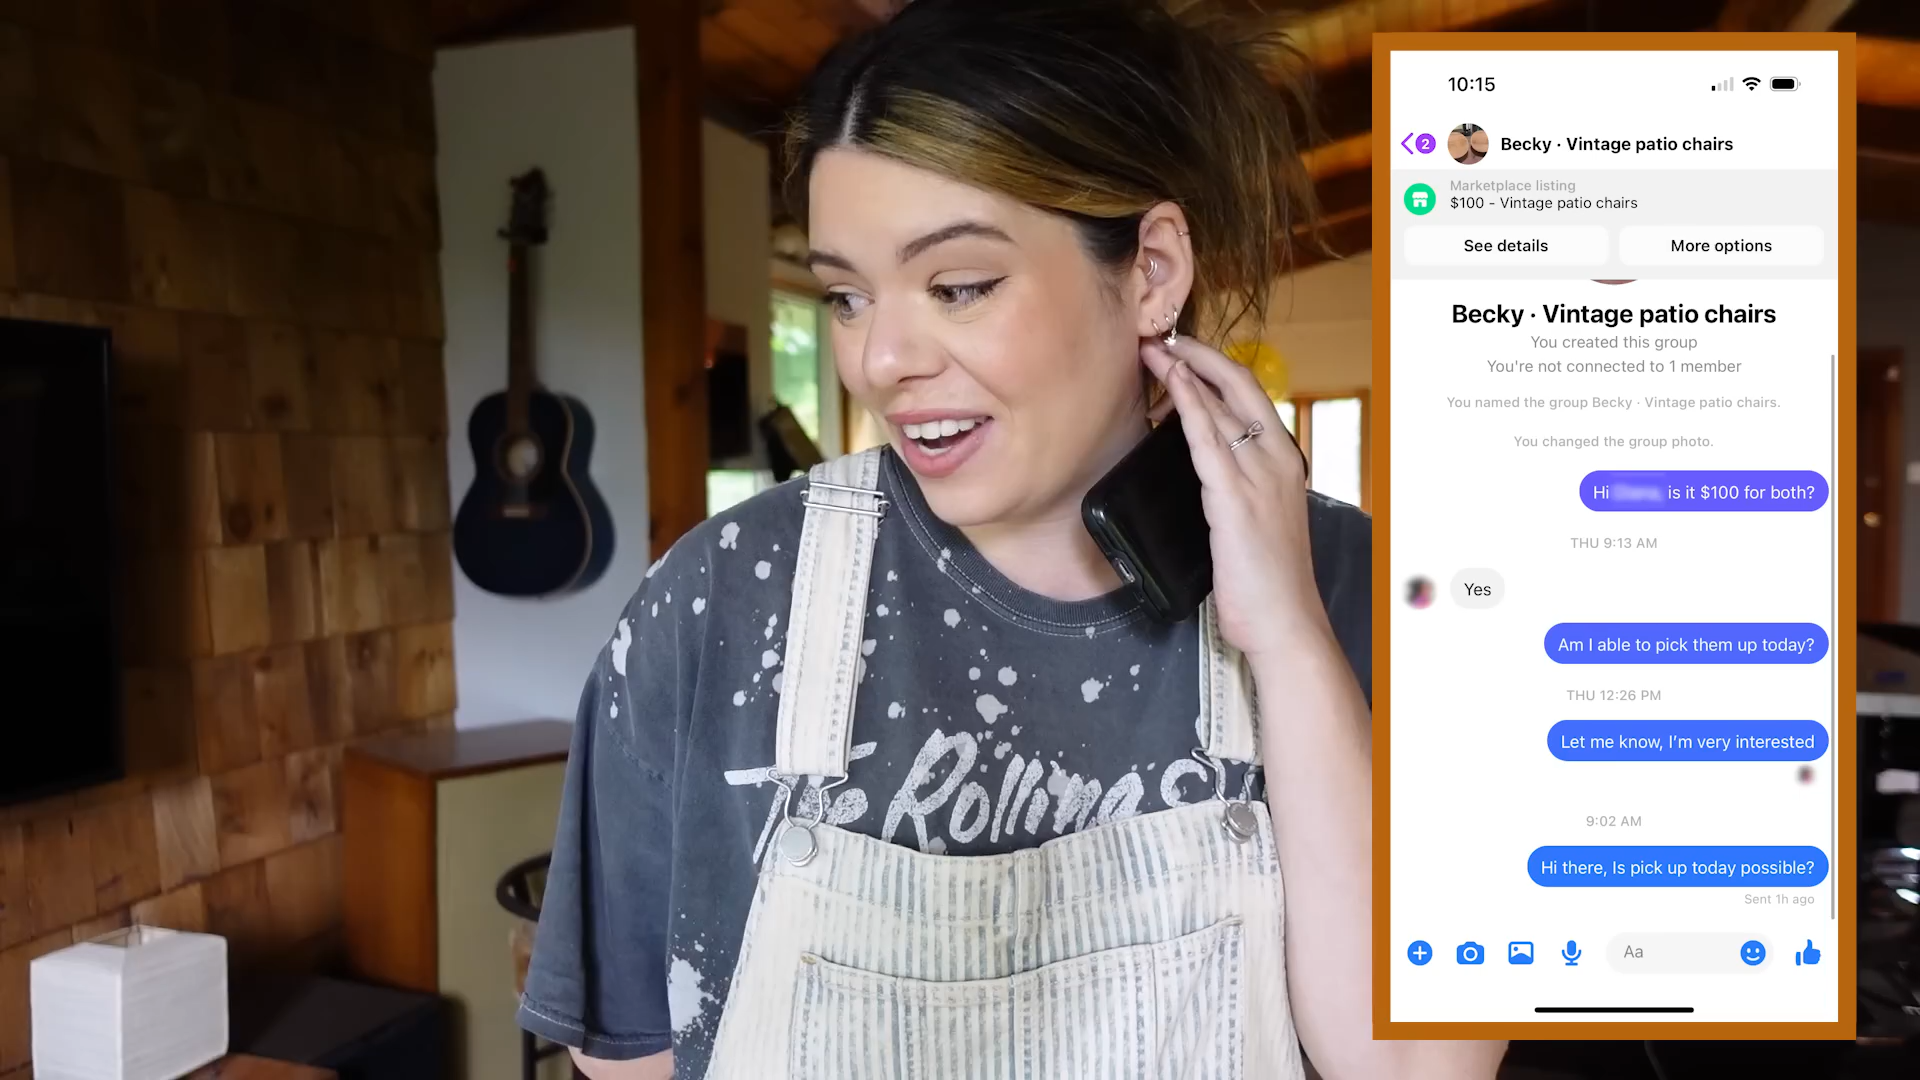 The Rolling S
10:15
2
Becky · Vintage patio chairs
Marketplace listing
$100 - Vintage patio chairs
See details
More options
Becky · Vintage patio chairs
You created this group
You're not connected to 1 member
You named the group Becky · Vintage patio chairs.
You changed the group photo.
Hi is it $100 for both?
THU 9:13 AM
Yes
Am I able to pick them up today?
THU 12:26 PM
Let me know, I'm very interested
9:02 AM
Hi there, Is pick up today possible?
Sent 1h ago
Aa